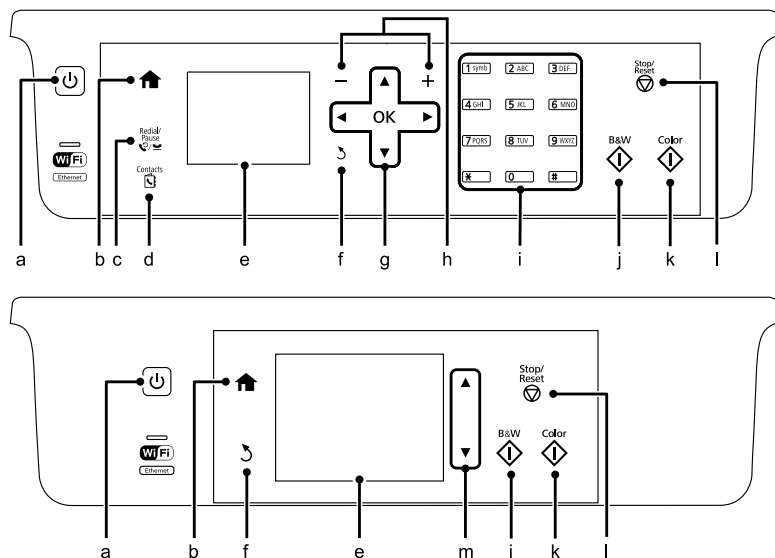 Redial/
Pause
Contacts
WiFi
Ethernet
− +
OK
1 symb 2 ABC 3 DEF
4 GHI 5 JKL 6 MNO
7 PQRS 8 TUV 9 WXYZ
* 0 #
Stop/
Reset
B&W Color
a b c d e f g h i j k l
Stop/
Reset
B&W Color
WiFi
Ethernet
a b f e m j k l